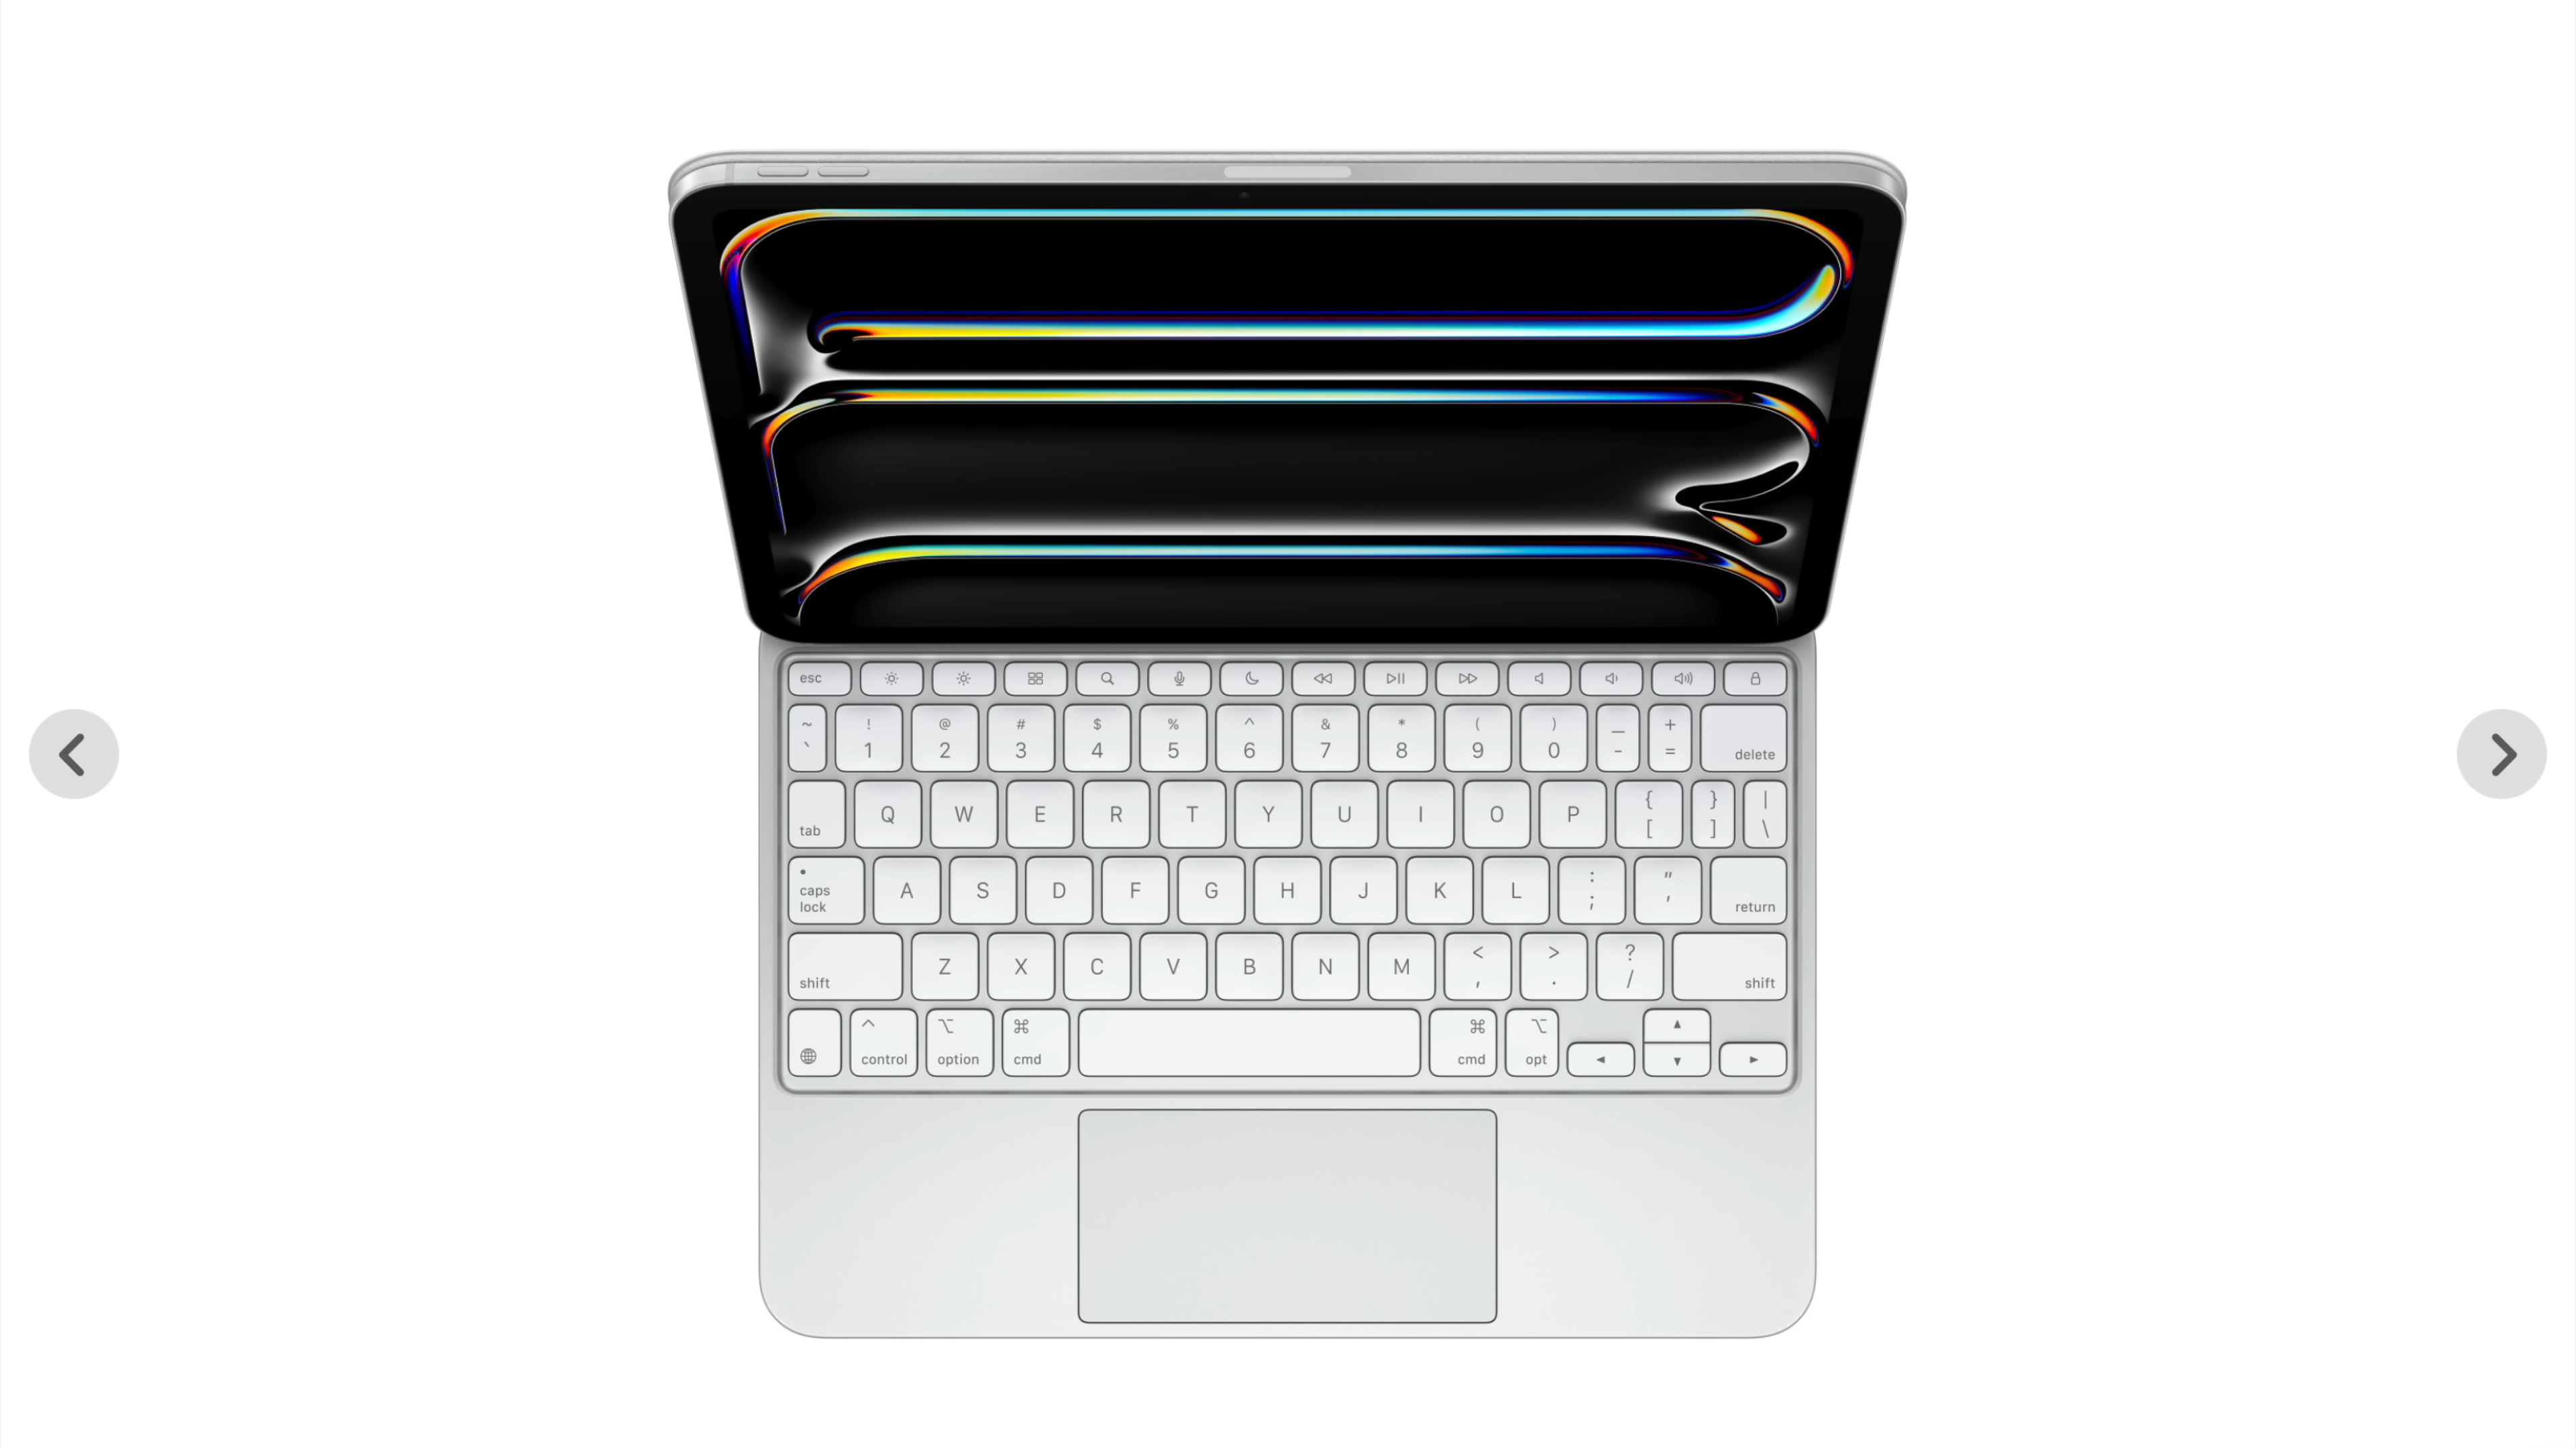 esc
~ ! @ # $ % ^ & * ( ) _ +
` 1 2 3 4 5 6 7 8 9 0 - = delete
{ } |
tab Q W E R T Y U I O P [ ] \
caps : "
lock A S D F G H J K L ; ' return
< > ?
shift Z X C V B N M , . / shift
^ ⌥ ⌘ ⌘ ⌥ ▲
control option cmd cmd opt ◀ ▼ ▶